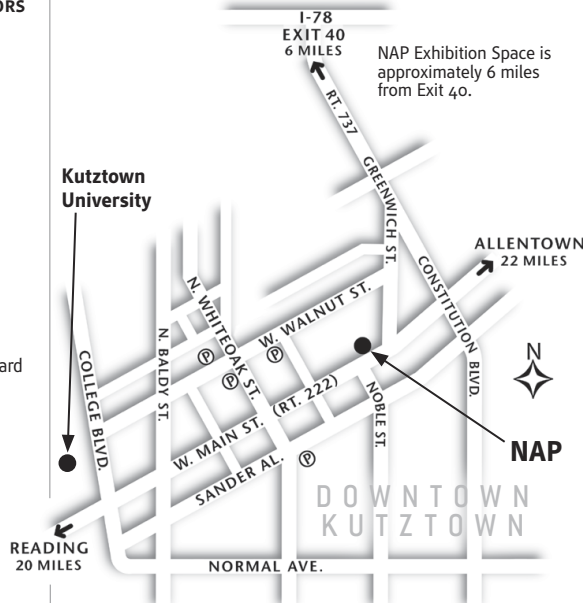 ORS
I-78
EXIT 40
6 MILES
NAP Exhibition Space is
approximately 6 miles
from Exit 40.
RT. 737
Kutztown
University
GREENWICH ST.
ALLENTOWN
22 MILES
CONSTITUTION BLVD.
N. WHITEOAK ST.
W. WALNUT ST.
N. BALDY ST.
P
P
P
ard
COLLEGE BLVD.
N
W. MAIN ST. (RT. 222)
NOBLE ST.
NAP
SANDER AL.
P
DOWNTOWN
KUTZTOWN
READING
20 MILES
NORMAL AVE.